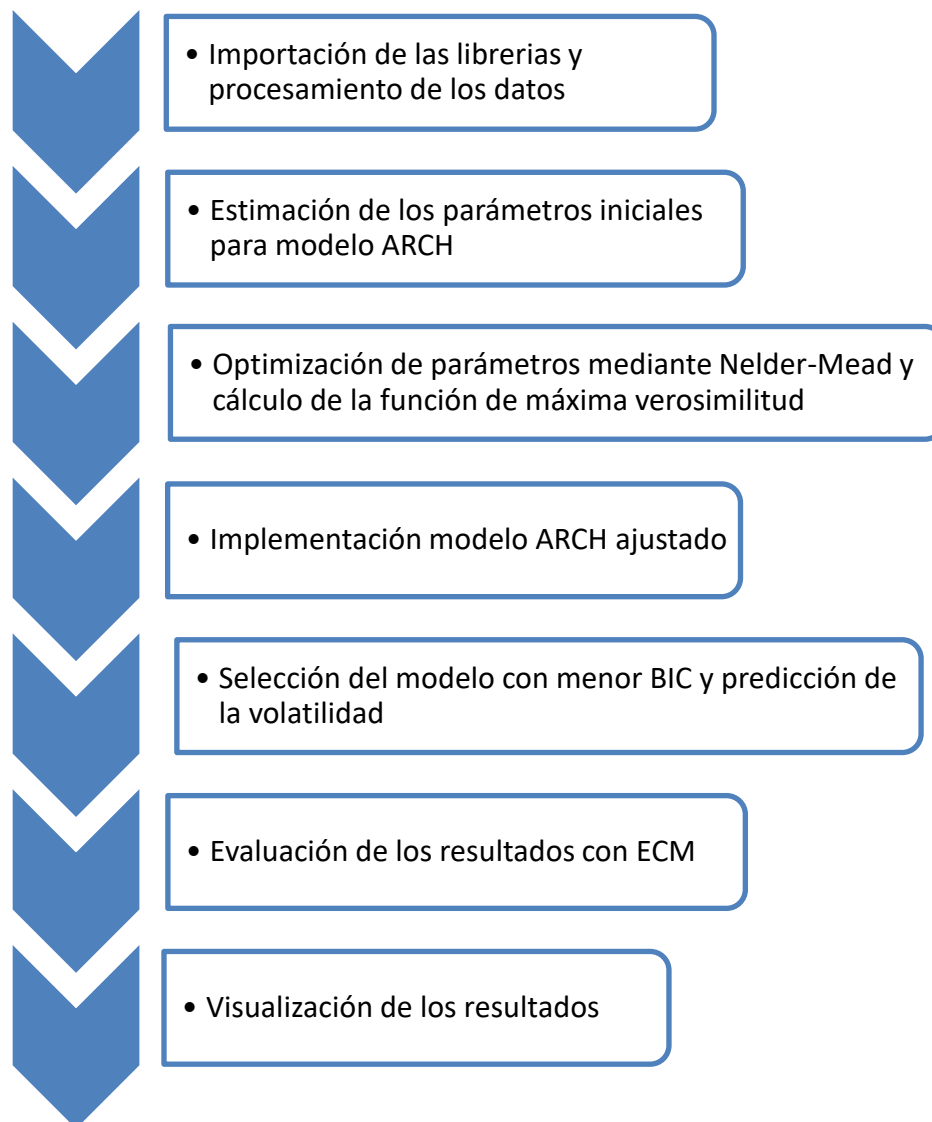 • Importación de las librerias y
procesamiento de los datos
• Estimación de los parámetros iniciales
para modelo ARCH
• Optimización de parámetros mediante Nelder-Mead y
cálculo de la función de máxima verosimilitud
• Implementación modelo ARCH ajustado
• Selección del modelo con menor BIC y predicción de
la volatilidad
• Evaluación de los resultados con ECM
• Visualización de los resultados